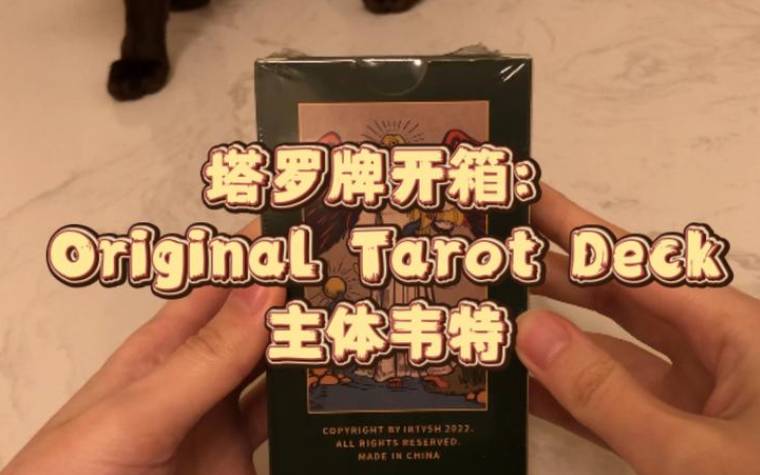 塔罗牌开箱:
Original Tarot Deck
主体韦特
COPYRIGHT BY IRTYSH 2022.
ALL RIGHTS RESERVED.
MADE IN CHINA